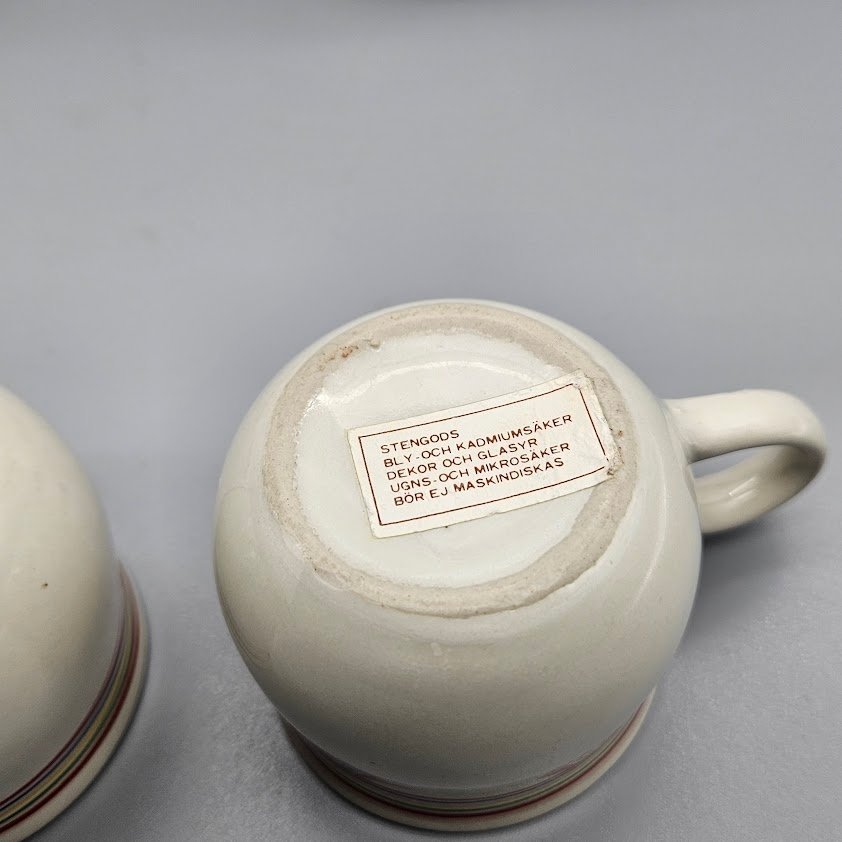 STENGODS
BLY-OCH KADMIUMSÄKER
DEKOR OCH GLASYR
UGNS-OCH MIKROSÄKER
BÖR EJ MASKINDISKAS